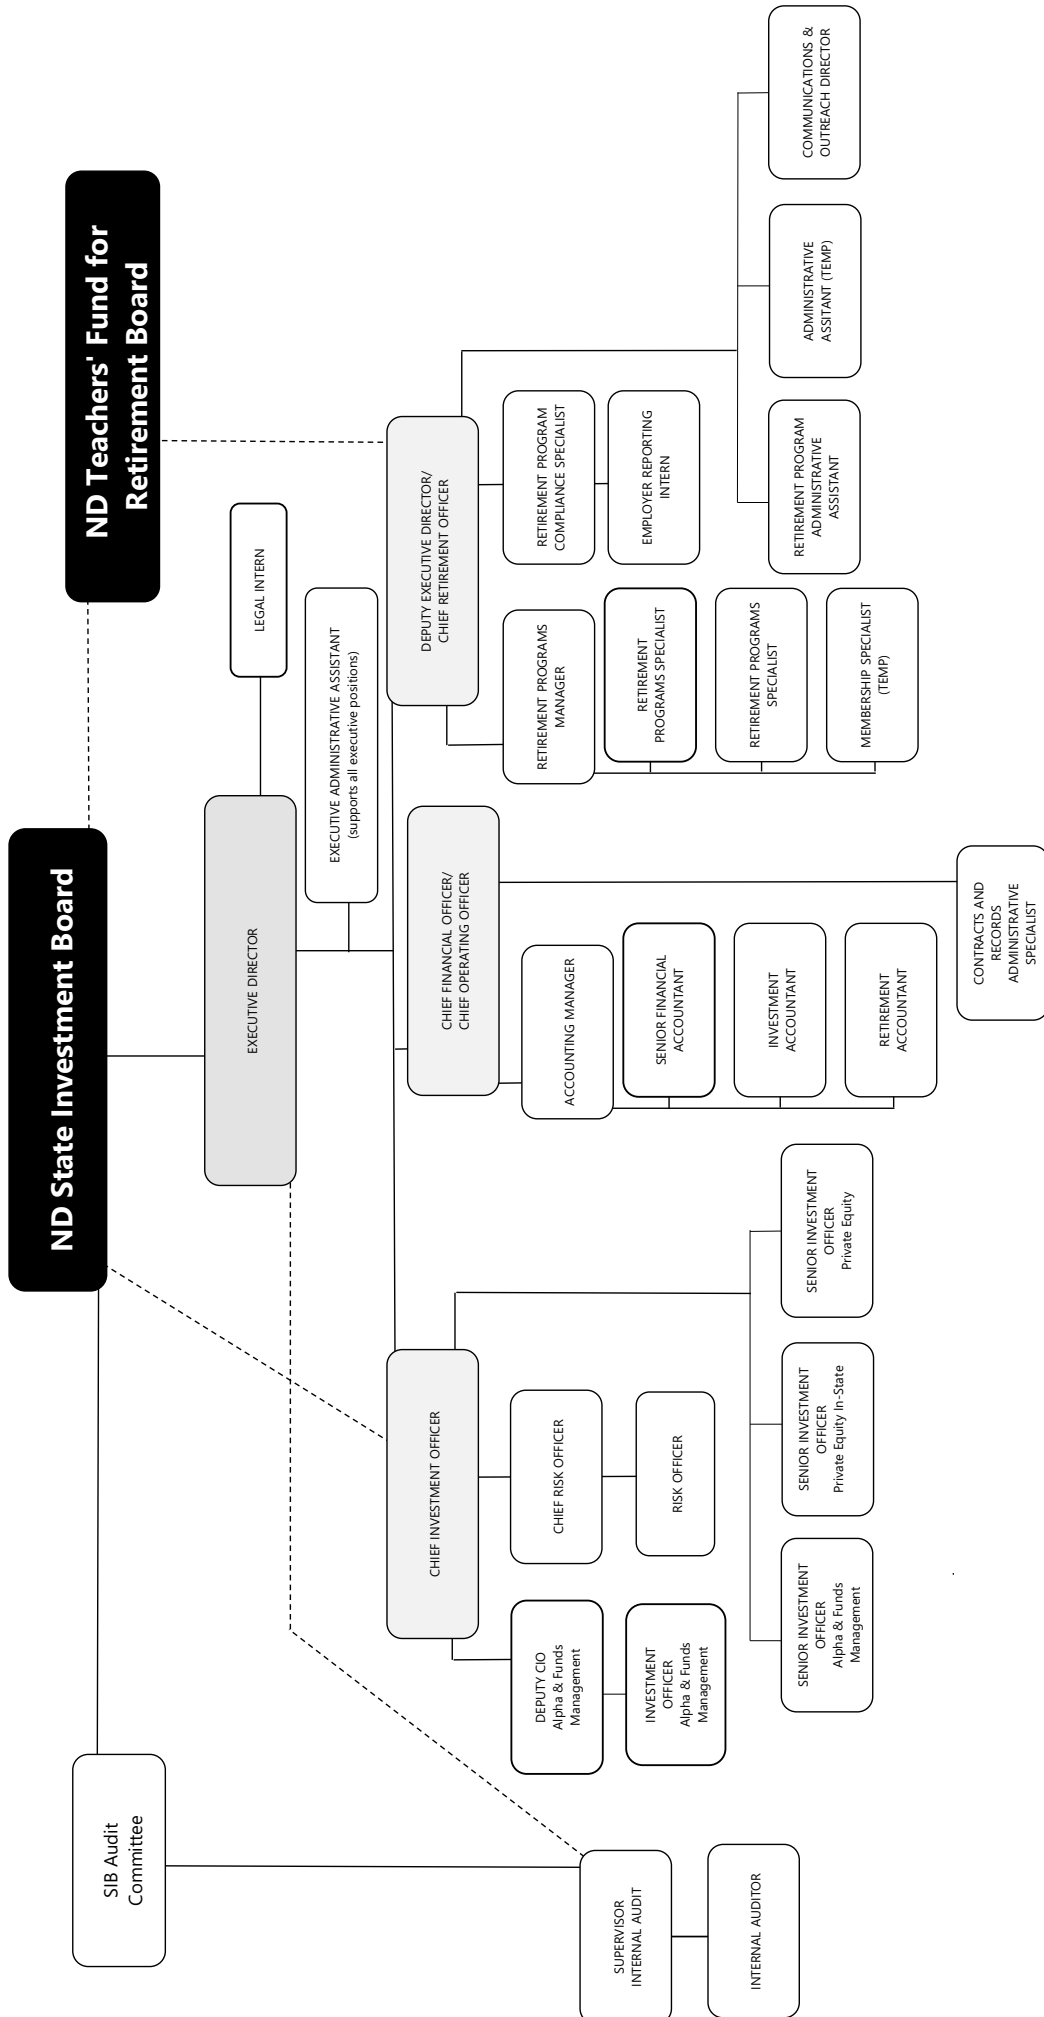 ND State Investment Board
ND Teachers' Fund for
Retirement Board
SIB Audit
Committee
EXECUTIVE DIRECTOR
LEGAL INTERN
EXECUTIVE ADMINISTRATIVE ASSISTANT
(supports all executive positions)
SUPERVISOR
INTERNAL AUDIT
INTERNAL AUDITOR
CHIEF INVESTMENT OFFICER
DEPUTY CIO
Alpha & Funds
Management
INVESTMENT
OFFICER
Alpha & Funds
Management
CHIEF RISK OFFICER
RISK OFFICER
SENIOR INVESTMENT
OFFICER
Alpha & Funds
Management
SENIOR INVESTMENT
OFFICER
Private Equity In-State
SENIOR INVESTMENT
OFFICER
Private Equity
CHIEF FINANCIAL OFFICER/
CHIEF OPERATING OFFICER
ACCOUNTING MANAGER
SENIOR FINANCIAL
ACCOUNTANT
INVESTMENT
ACCOUNTANT
RETIREMENT
ACCOUNTANT
CONTRACTS AND
RECORDS
ADMINISTRATIVE
SPECIALIST
DEPUTY EXECUTIVE DIRECTOR/
CHIEF RETIREMENT OFFICER
RETIREMENT PROGRAMS
MANAGER
RETIREMENT
PROGRAMS SPECIALIST
RETIREMENT PROGRAMS
SPECIALIST
MEMBERSHIP SPECIALIST
(TEMP)
RETIREMENT PROGRAM
COMPLIANCE SPECIALIST
EMPLOYER REPORTING
INTERN
RETIREMENT PROGRAM
ADMINISTRATIVE
ASSISTANT
ADMINISTRATIVE
ASSITANT (TEMP)
COMMUNICATIONS &
OUTREACH DIRECTOR